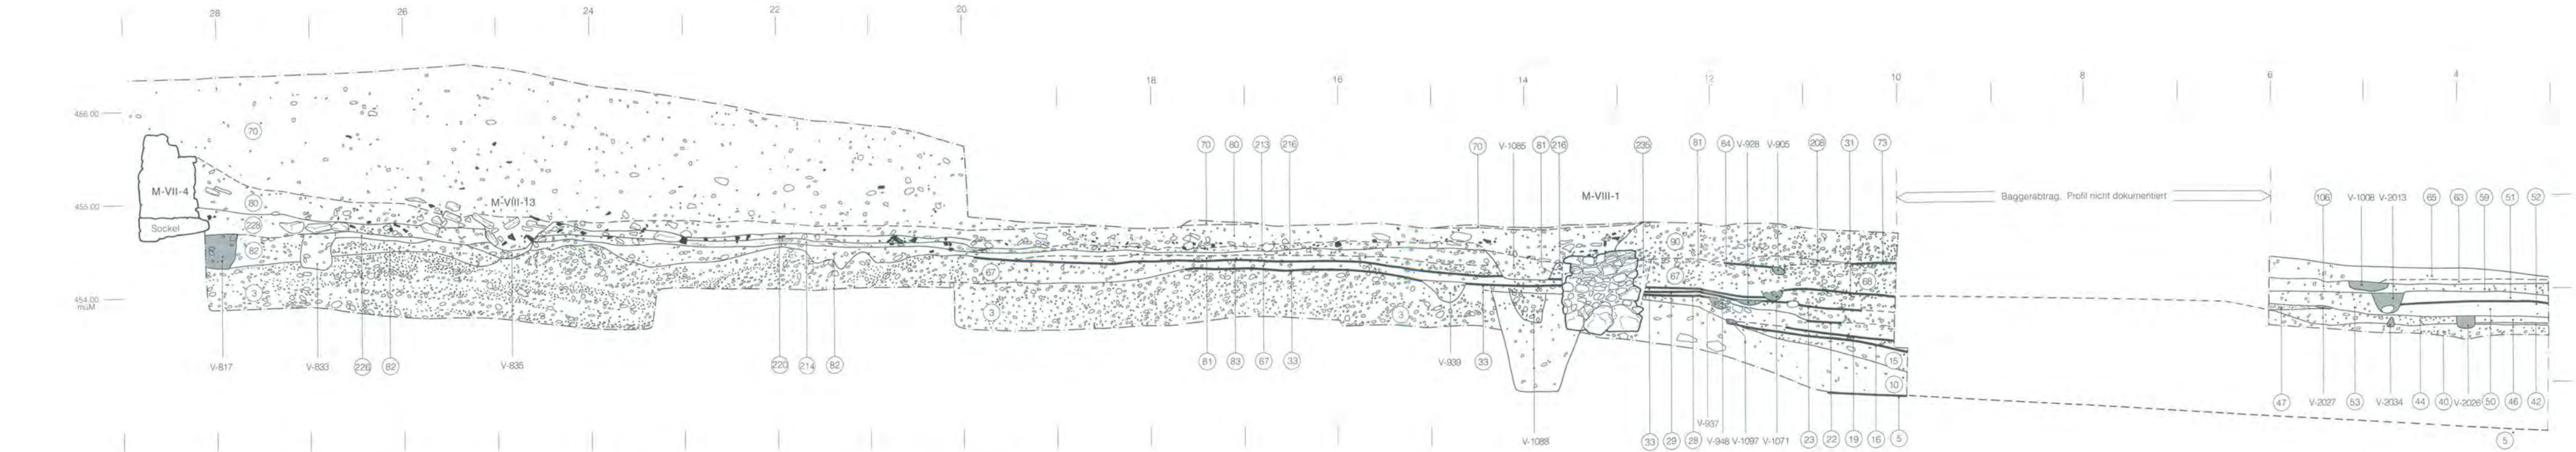 28 26 24 22 20
18 16 14 12 10 8 6 4
456.00
70
70 80 213 216 70 V-1085 81 216 235 81 64 V-928 V-905 208 31 73
M-VII-4
M-VIII-13
M-VIII-1
Baggerabtrag, Profil nicht dokumentiert
106 V-1008 V-2013 65 63 59 51 52
455.00
80
Sockel
228
R
82
90
67
67
68
3
454.00
müM
3
3
V-817 V-833 226 82 V-835 220 214 82 81 83 67 33 V-939 33
15
10
47 V-2027 53 V-2034 44 40 V-2026 50 46 42
V-937
V-1088 33 29 28 V-948 V-1097 V-1071 23 22 19 16 5
5